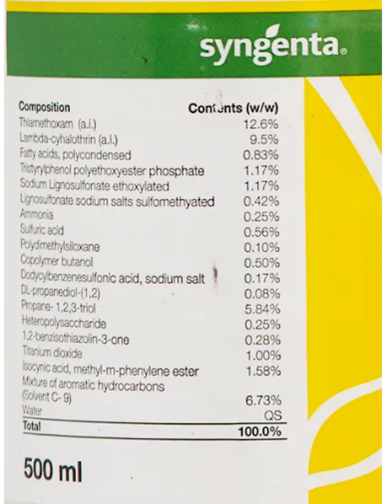 syngenta®
Composition Contents (w/w)
Thiamethoxam (a.i.) 12.6%
Lambda-cyhalothrin (a.i.) 9.5%
Fatty acids, polycondensed 0.83%
Tristyrylphenol polyethoxyester phosphate 1.17%
Sodium Lignosulfonate ethoxylated 1.17%
Lignosulfonate sodium salts sulfomethyated 0.42%
Ammonia 0.25%
Sulfuric acid 0.56%
Polydimethylsiloxane 0.10%
Copolymer butanol 0.50%
Dodycylbenzenesulfonic acid, sodium salt 0.17%
DL-propanediol-(1,2) 0.08%
Propane- 1,2,3-triol 5.84%
Heteropolysaccharide 0.25%
1,2-benzisothiazolin-3-one 0.28%
Titanium dioxide 1.00%
Isocynic acid, methyl-m-phenylene ester 1.58%
Mixture of aromatic hydrocarbons
(Solvent C- 9) 6.73%
Water QS
Total 100.0%
500 ml